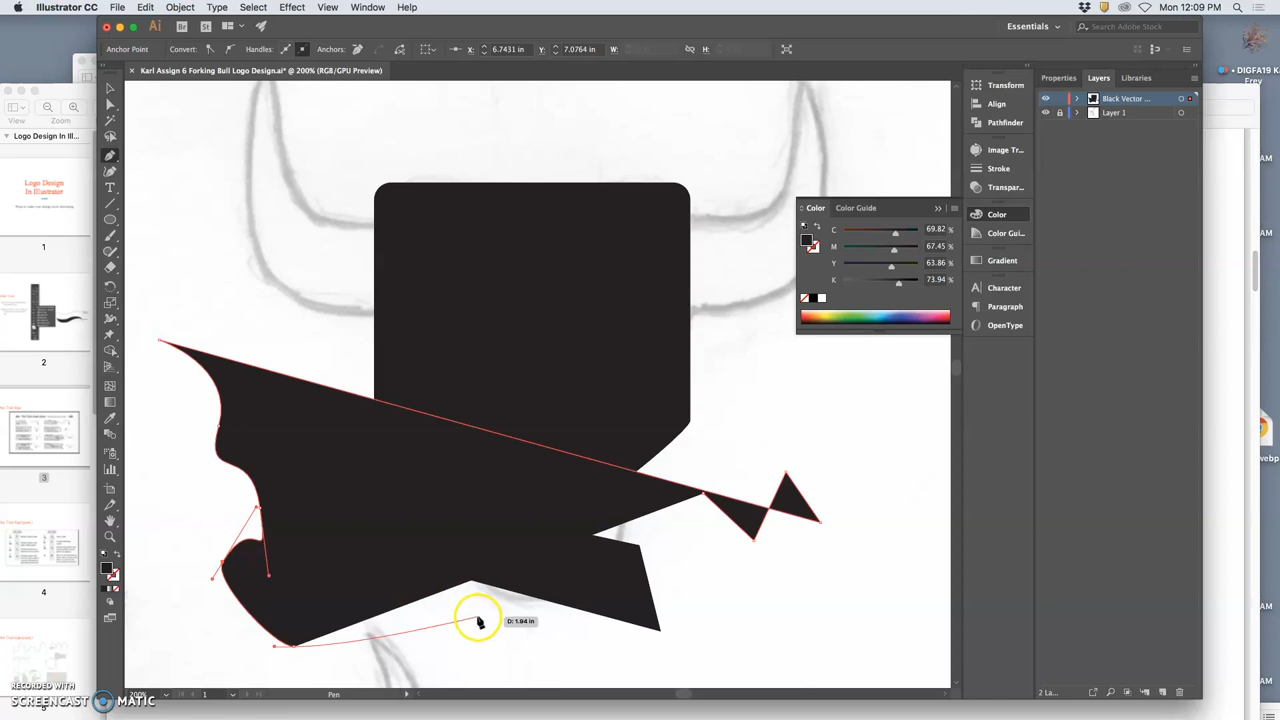 Illustrator CC File Edit Object Type Select Effect View Window Help
Mon 12:09 PM
Essentials
Search Adobe Stock
Anchor Point Convert: Handles: Anchors: X: 6.7431 in Y: 7.0764 in W: H:
Karl Assign 6 Forking Bull Logo Design.ai* @ 200% (RGB/GPU Preview)
View Zoom
Logo Design In Ill...
Logo Design
In Illustrator
1
2
3
4
Properties Layers Libraries
Black Vector ...
Layer 1
Transform
Align
Pathfinder
Image Tr...
Stroke
Transpar...
Color
Color Gui...
Gradient
Character
Paragraph
OpenType
Color Color Guide
C 69.82 %
M 67.45 %
Y 63.86 %
K 73.94 %
D: 1.94 in
DIGFA19
Frey
webp
200% 1 Pen
2 La...
RECORDED WITH
SCREENCAST MATIC